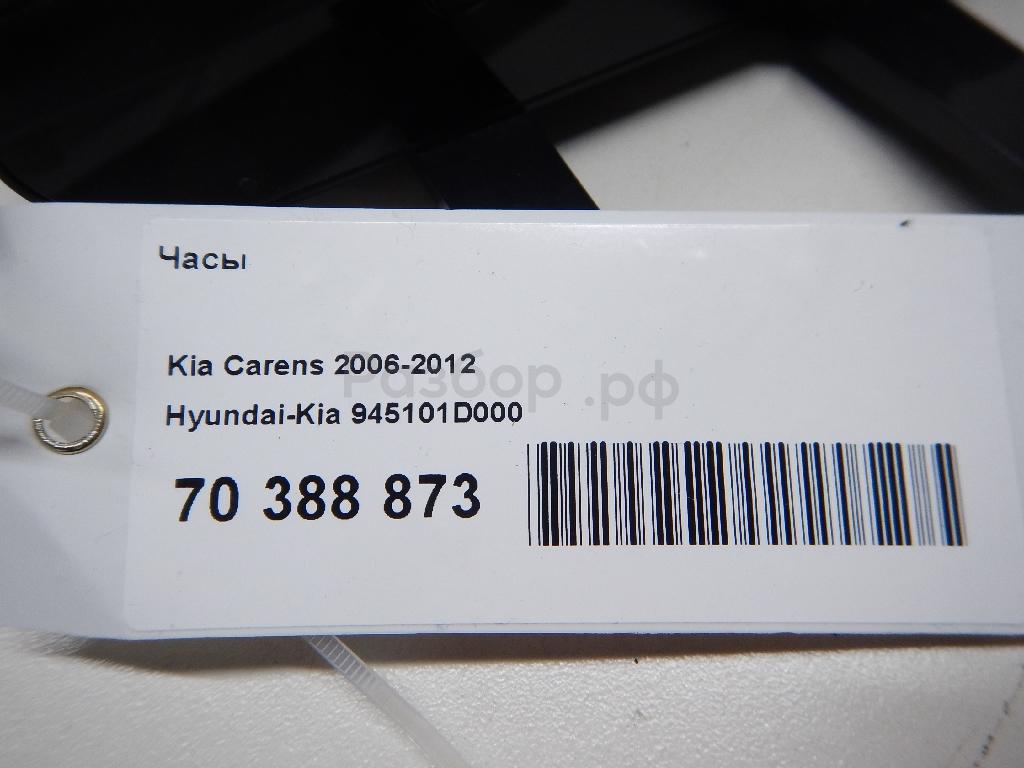 Часы
Kia Carens 2006-2012
Разбор.рф
Hyundai-Kia 945101D000
70 388 873